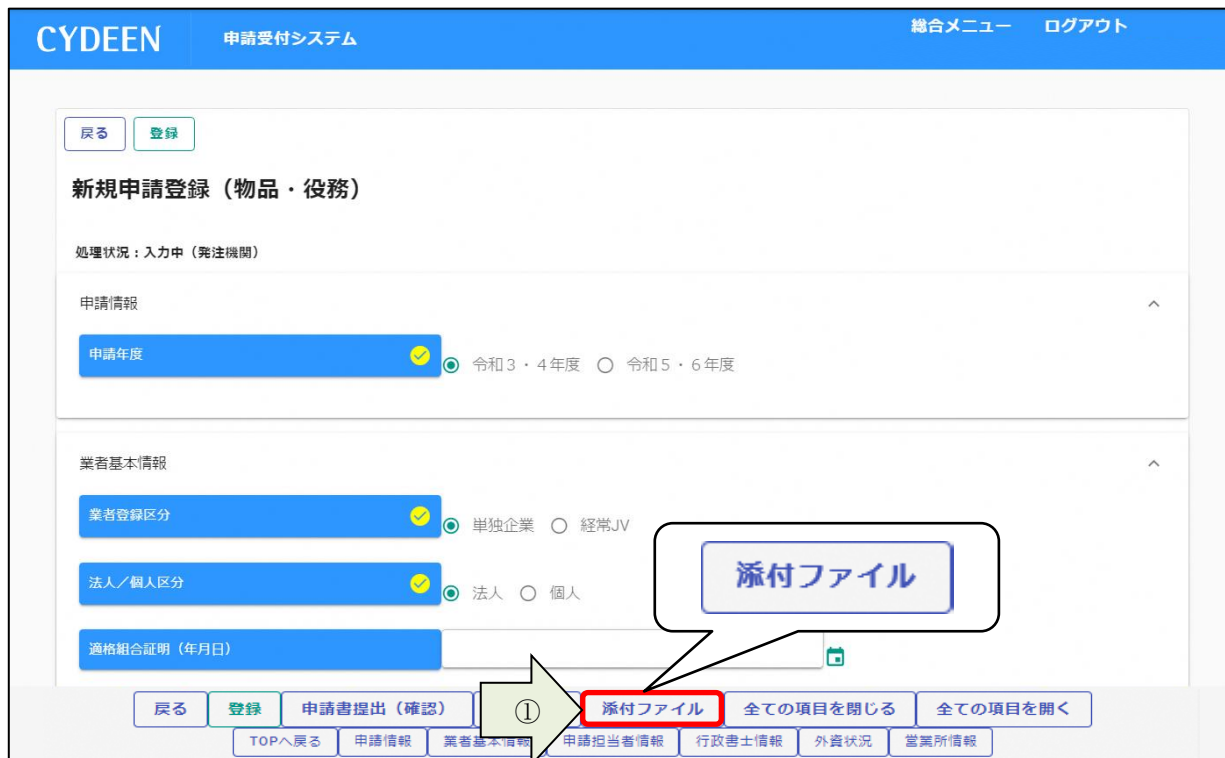 CYDEEN 申請受付システム 総合メニュー ログアウト
戻る 登録
新規申請登録（物品・役務）
処理状況：入力中（発注機関）
申請情報
申請年度 令和３・４年度 令和５・６年度
業者基本情報
業者登録区分 単独企業 経常JV
法人／個人区分 法人 個人
添付ファイル
適格組合証明（年月日）
戻る 登録 申請書提出（確認） ① 添付ファイル 全ての項目を閉じる 全ての項目を開く
TOPへ戻る 申請情報 業者基本情報 申請担当者情報 行政書士情報 外資状況 営業所情報